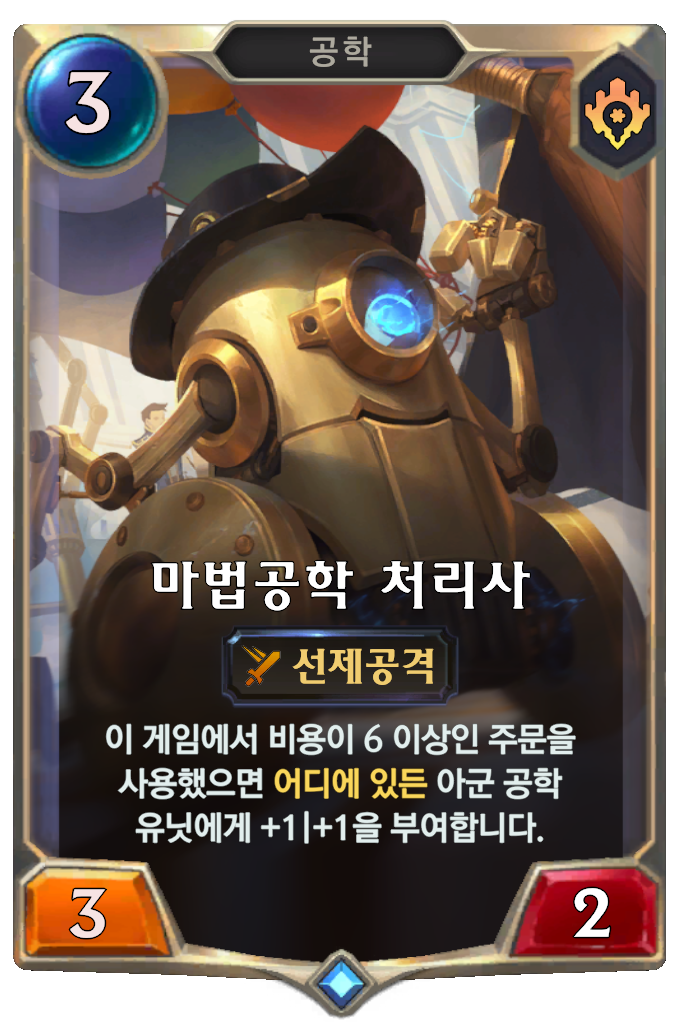 공학
3
마법공학 처리사
선제공격
이 게임에서 비용이 6 이상인 주문을
사용했으면 어디에 있든 아군 공학
유닛에게 +1|+1을 부여합니다.
3
2